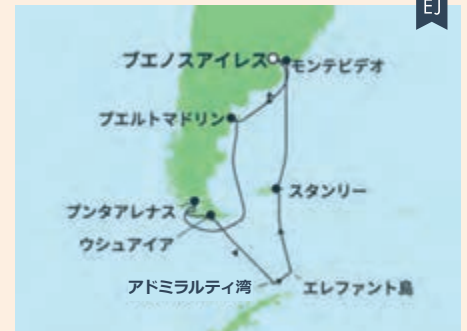 EJ
ブエノスアイレス
モンテビデオ
プエルトマドリン
スタンリー
プンタアレナス
ウシュアイア
アドミラルティ湾
エレファント島